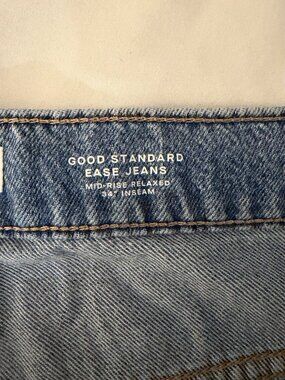 GOOD STANDARD
EASE JEANS
MID-RISE RELAXED
34" INSEAM